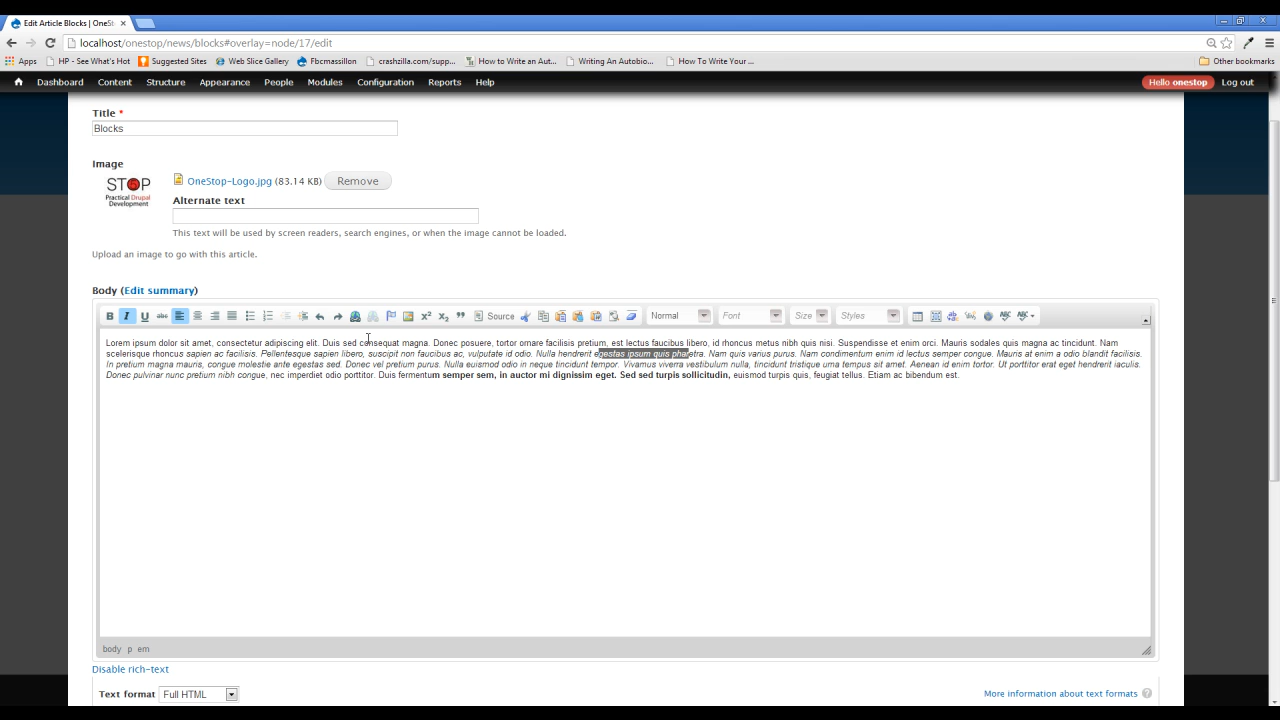 Edit Article Blocks | OneSt
localhost/onestop/news/blocks#overlay=node/17/edit
Apps HP - See What's Hot Suggested Sites Web Slice Gallery Fbcmassillon crashzilla.com/supp... How to Write an Aut... Writing An Autobio... How To Write Your ... Other bookmarks
Dashboard Content Structure Appearance People Modules Configuration Reports Help Hello onestop Log out
Title *
Blocks
Image
STOP
Practical Drupal
Development
OneStop-Logo.jpg (83.14 KB) Remove
Alternate text
This text will be used by screen readers, search engines, or when the image cannot be loaded.
Upload an image to go with this article.
Body (Edit summary)
B I U abc Source Normal Font Size Styles
Lorem ipsum dolor sit amet, consectetur adipiscing elit. Duis sed consequat magna. Donec posuere, tortor ornare facilisis pretium, est lectus faucibus libero, id rhoncus metus nibh quis nisi. Suspendisse et enim orci. Mauris sodales quis magna ac tincidunt. Nam
scelerisque rhoncus sapien ac facilisis. Pellentesque sapien libero, suscipit non faucibus ac, vulputate id odio. Nulla hendrerit egestas ipsum quis pharetra. Nam quis varius purus. Nam condimentum enim id lectus semper congue. Mauris at enim a odio blandit facilisis.
In pretium magna mauris, congue molestie ante egestas sed. Donec vel pretium purus. Nulla euismod odio in neque tincidunt tempor. Vivamus viverra vestibulum nulla, tincidunt tristique urna tempus sit amet. Aenean id enim tortor. Ut porttitor erat eget hendrerit iaculis.
Donec pulvinar nunc pretium nibh congue, nec imperdiet odio porttitor. Duis fermentum semper sem, in auctor mi dignissim eget. Sed sed turpis sollicitudin, euismod turpis quis, feugiat tellus. Etiam ac bibendum est.
body p em
Disable rich-text
Text format Full HTML More information about text formats